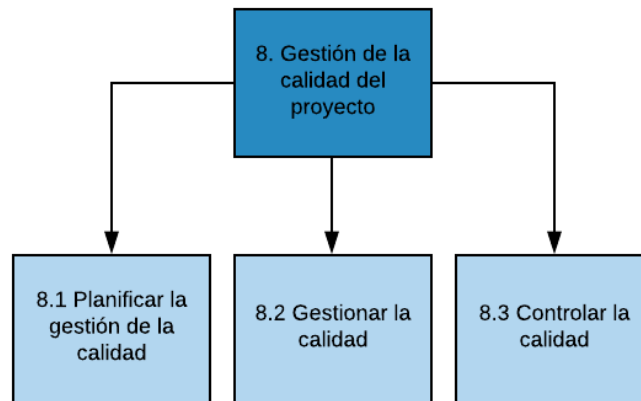 8. Gestión de la
calidad del
proyecto
8.1 Planificar la
gestión de la
calidad
8.2 Gestionar la
calidad
8.3 Controlar la
calidad